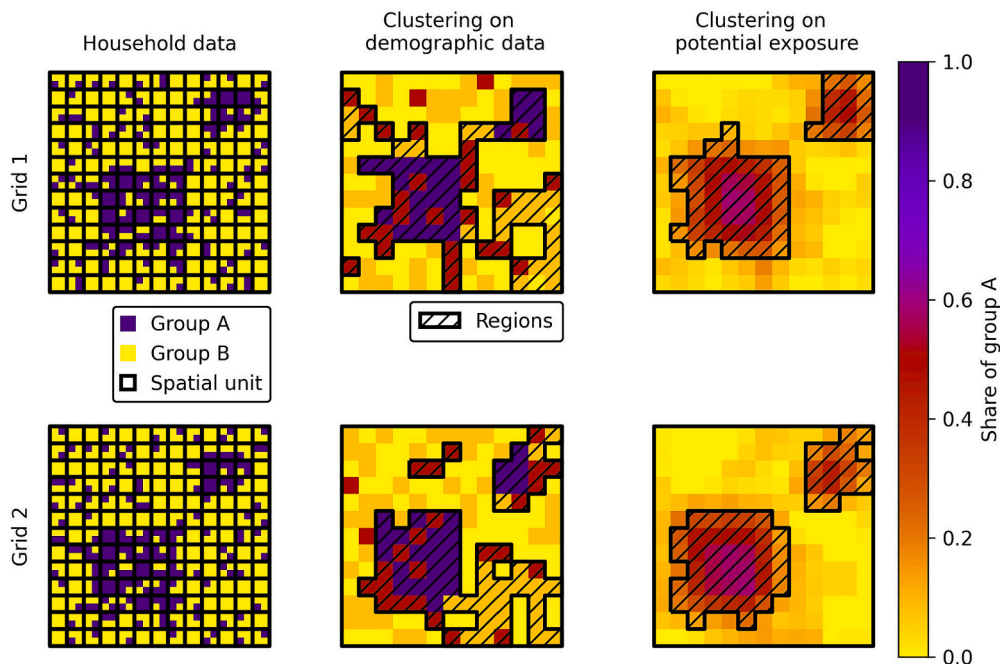 Household data
Clustering on
demographic data
Clustering on
potential exposure
Grid 1
Group A
Group B
Spatial unit
Regions
Grid 2
1.0
0.8
0.6
0.4
0.2
0.0
Share of group A